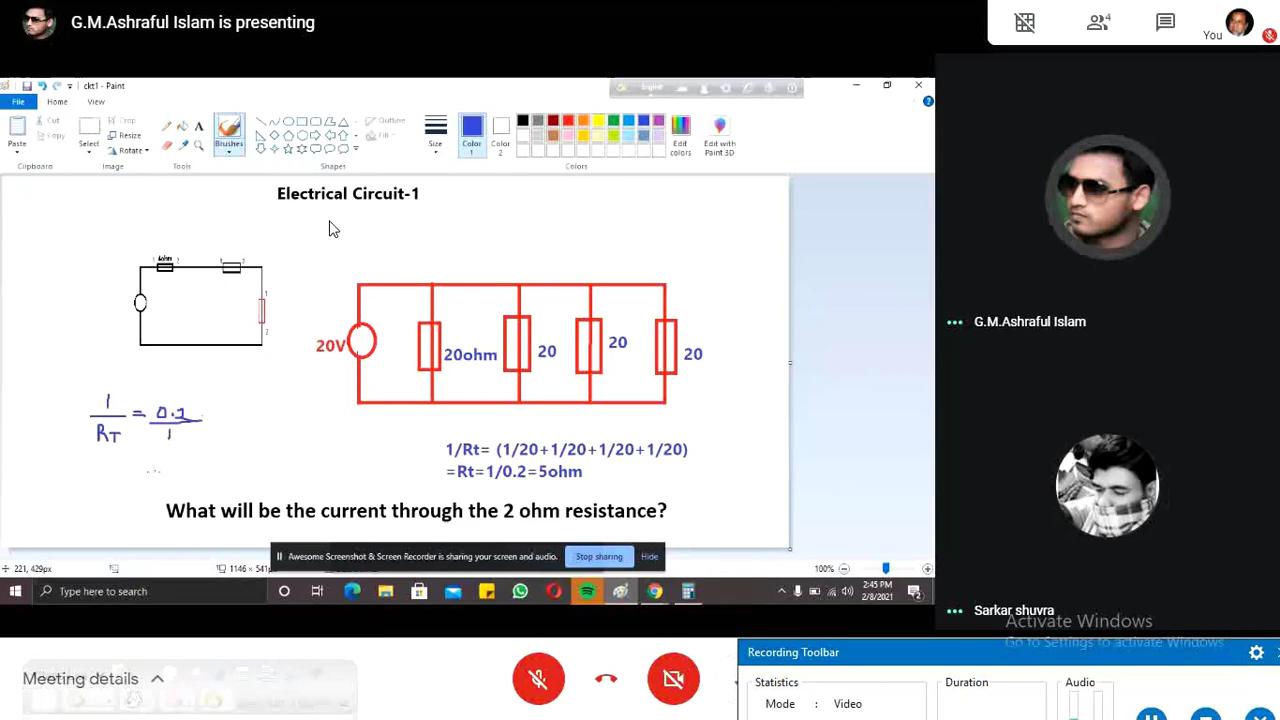 G.M.Ashraful Islam is presenting
4
You
ckt1 - Paint
English
File Home View
Cut
Copy
Paste
Crop
Resize
Rotate
Select
Brushes
Outline
Fill
Size
Color 1
Color 2
Edit colors
Edit with Paint 3D
Clipboard Image Tools Shapes Colors
Electrical Circuit-1
20V
20ohm
20
20
20
1/Rt= (1/20+1/20+1/20+1/20)
=Rt=1/0.2=5ohm
1
RT
=
1
What will be the current through the 2 ohm resistance?
Awesome Screenshot & Screen Recorder is sharing your screen and audio. Stop sharing Hide
221, 429px
1146 × 541px
100%
Type here to search
2:45 PM
2/8/2021
2
G.M.Ashraful Islam
Sarkar shuvra
Activate Windows
Go to Settings to activate Windows.
Meeting details
Recording Toolbar
Statistics Duration Audio
Mode : Video